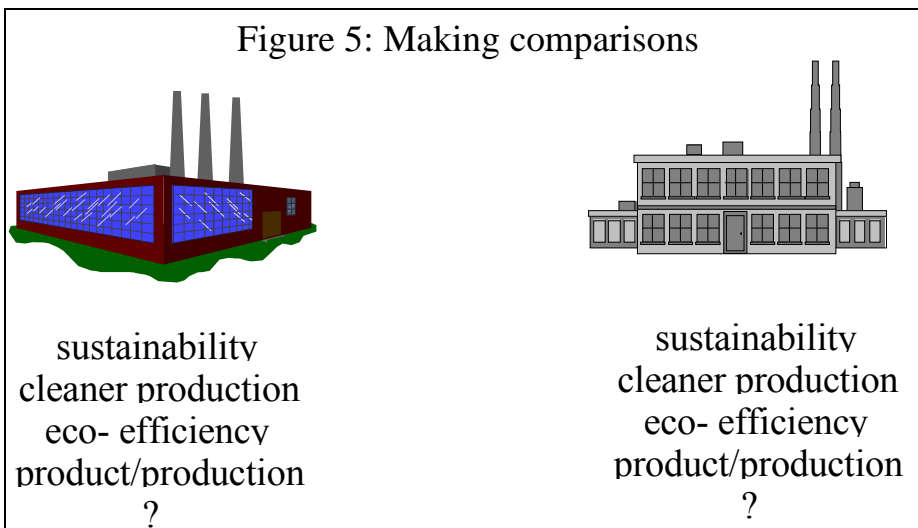 Figure 5: Making comparisons
sustainability
cleaner production
eco- efficiency
product/production
?
sustainability
cleaner production
eco- efficiency
product/production
?